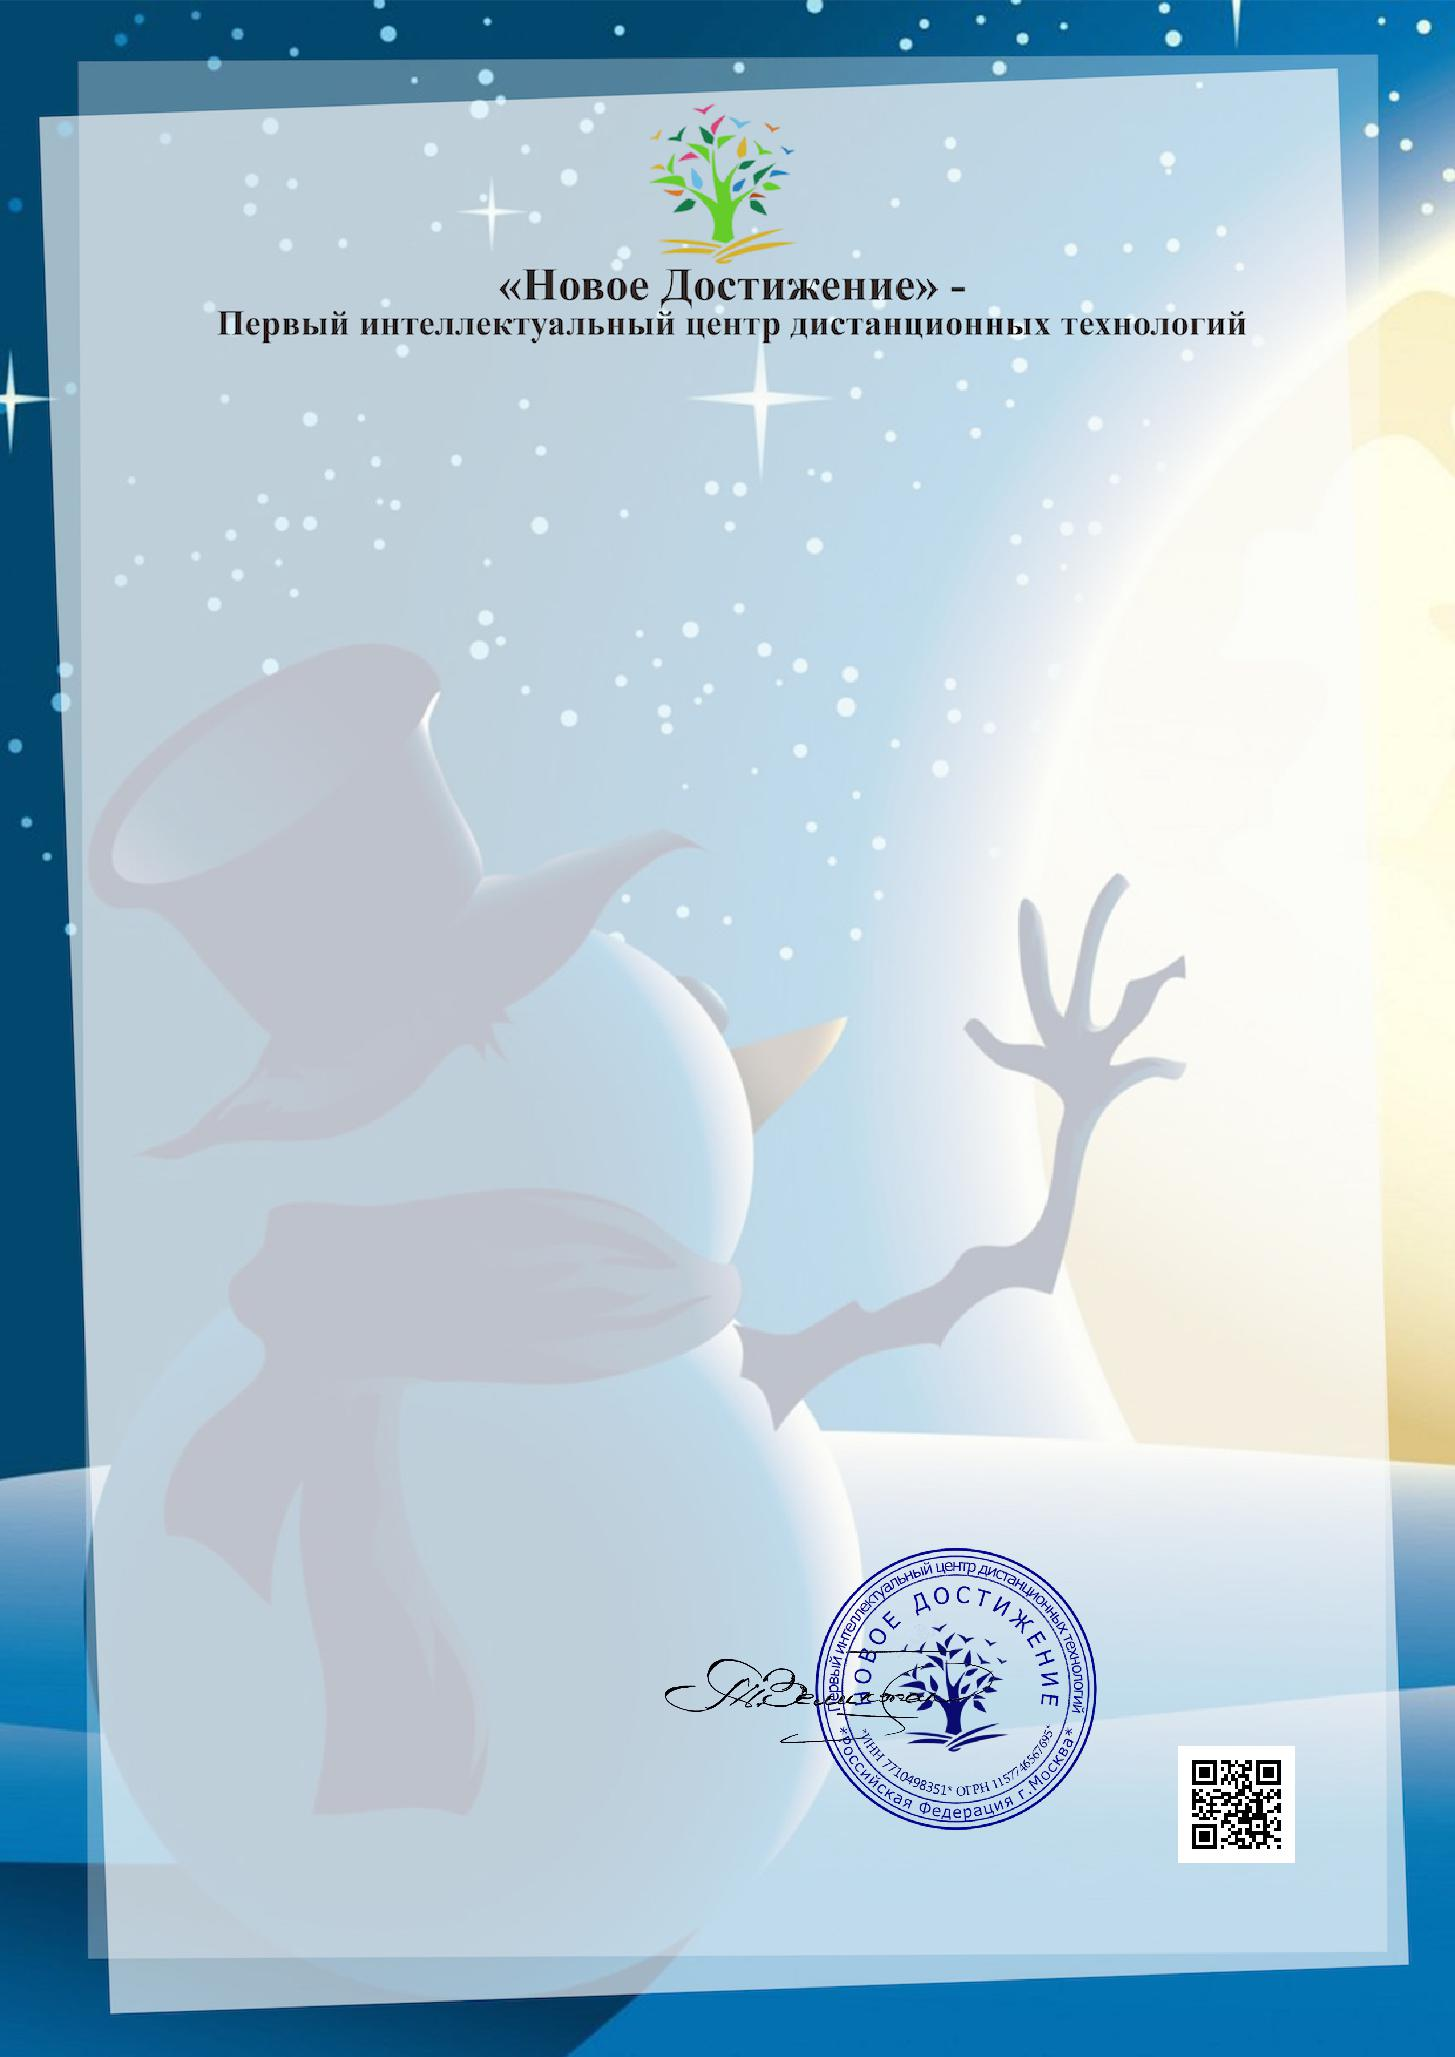 «Новое Достижение» -
Первый интеллектуальный центр дистанционных технологий
Первый интеллектуальный центр дистанционных технологий
НОВОЕ ДОСТИЖЕНИЕ
*ИНН 7710498351* ОГРН 1157746567695*
*Российская Федерация г.Москва*